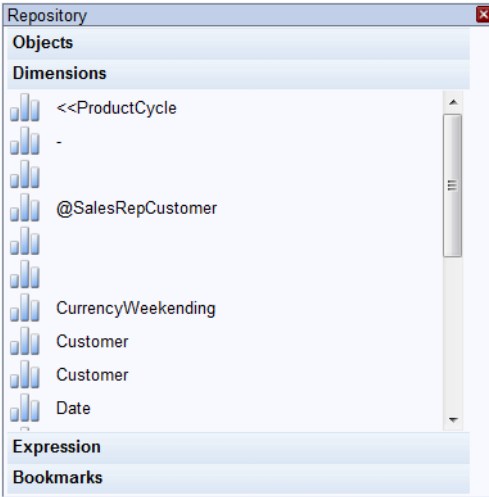 Repository
Objects
Dimensions
<<ProductCycle
-
@SalesRepCustomer
CurrencyWeekending
Customer
Customer
Date
Expression
Bookmarks